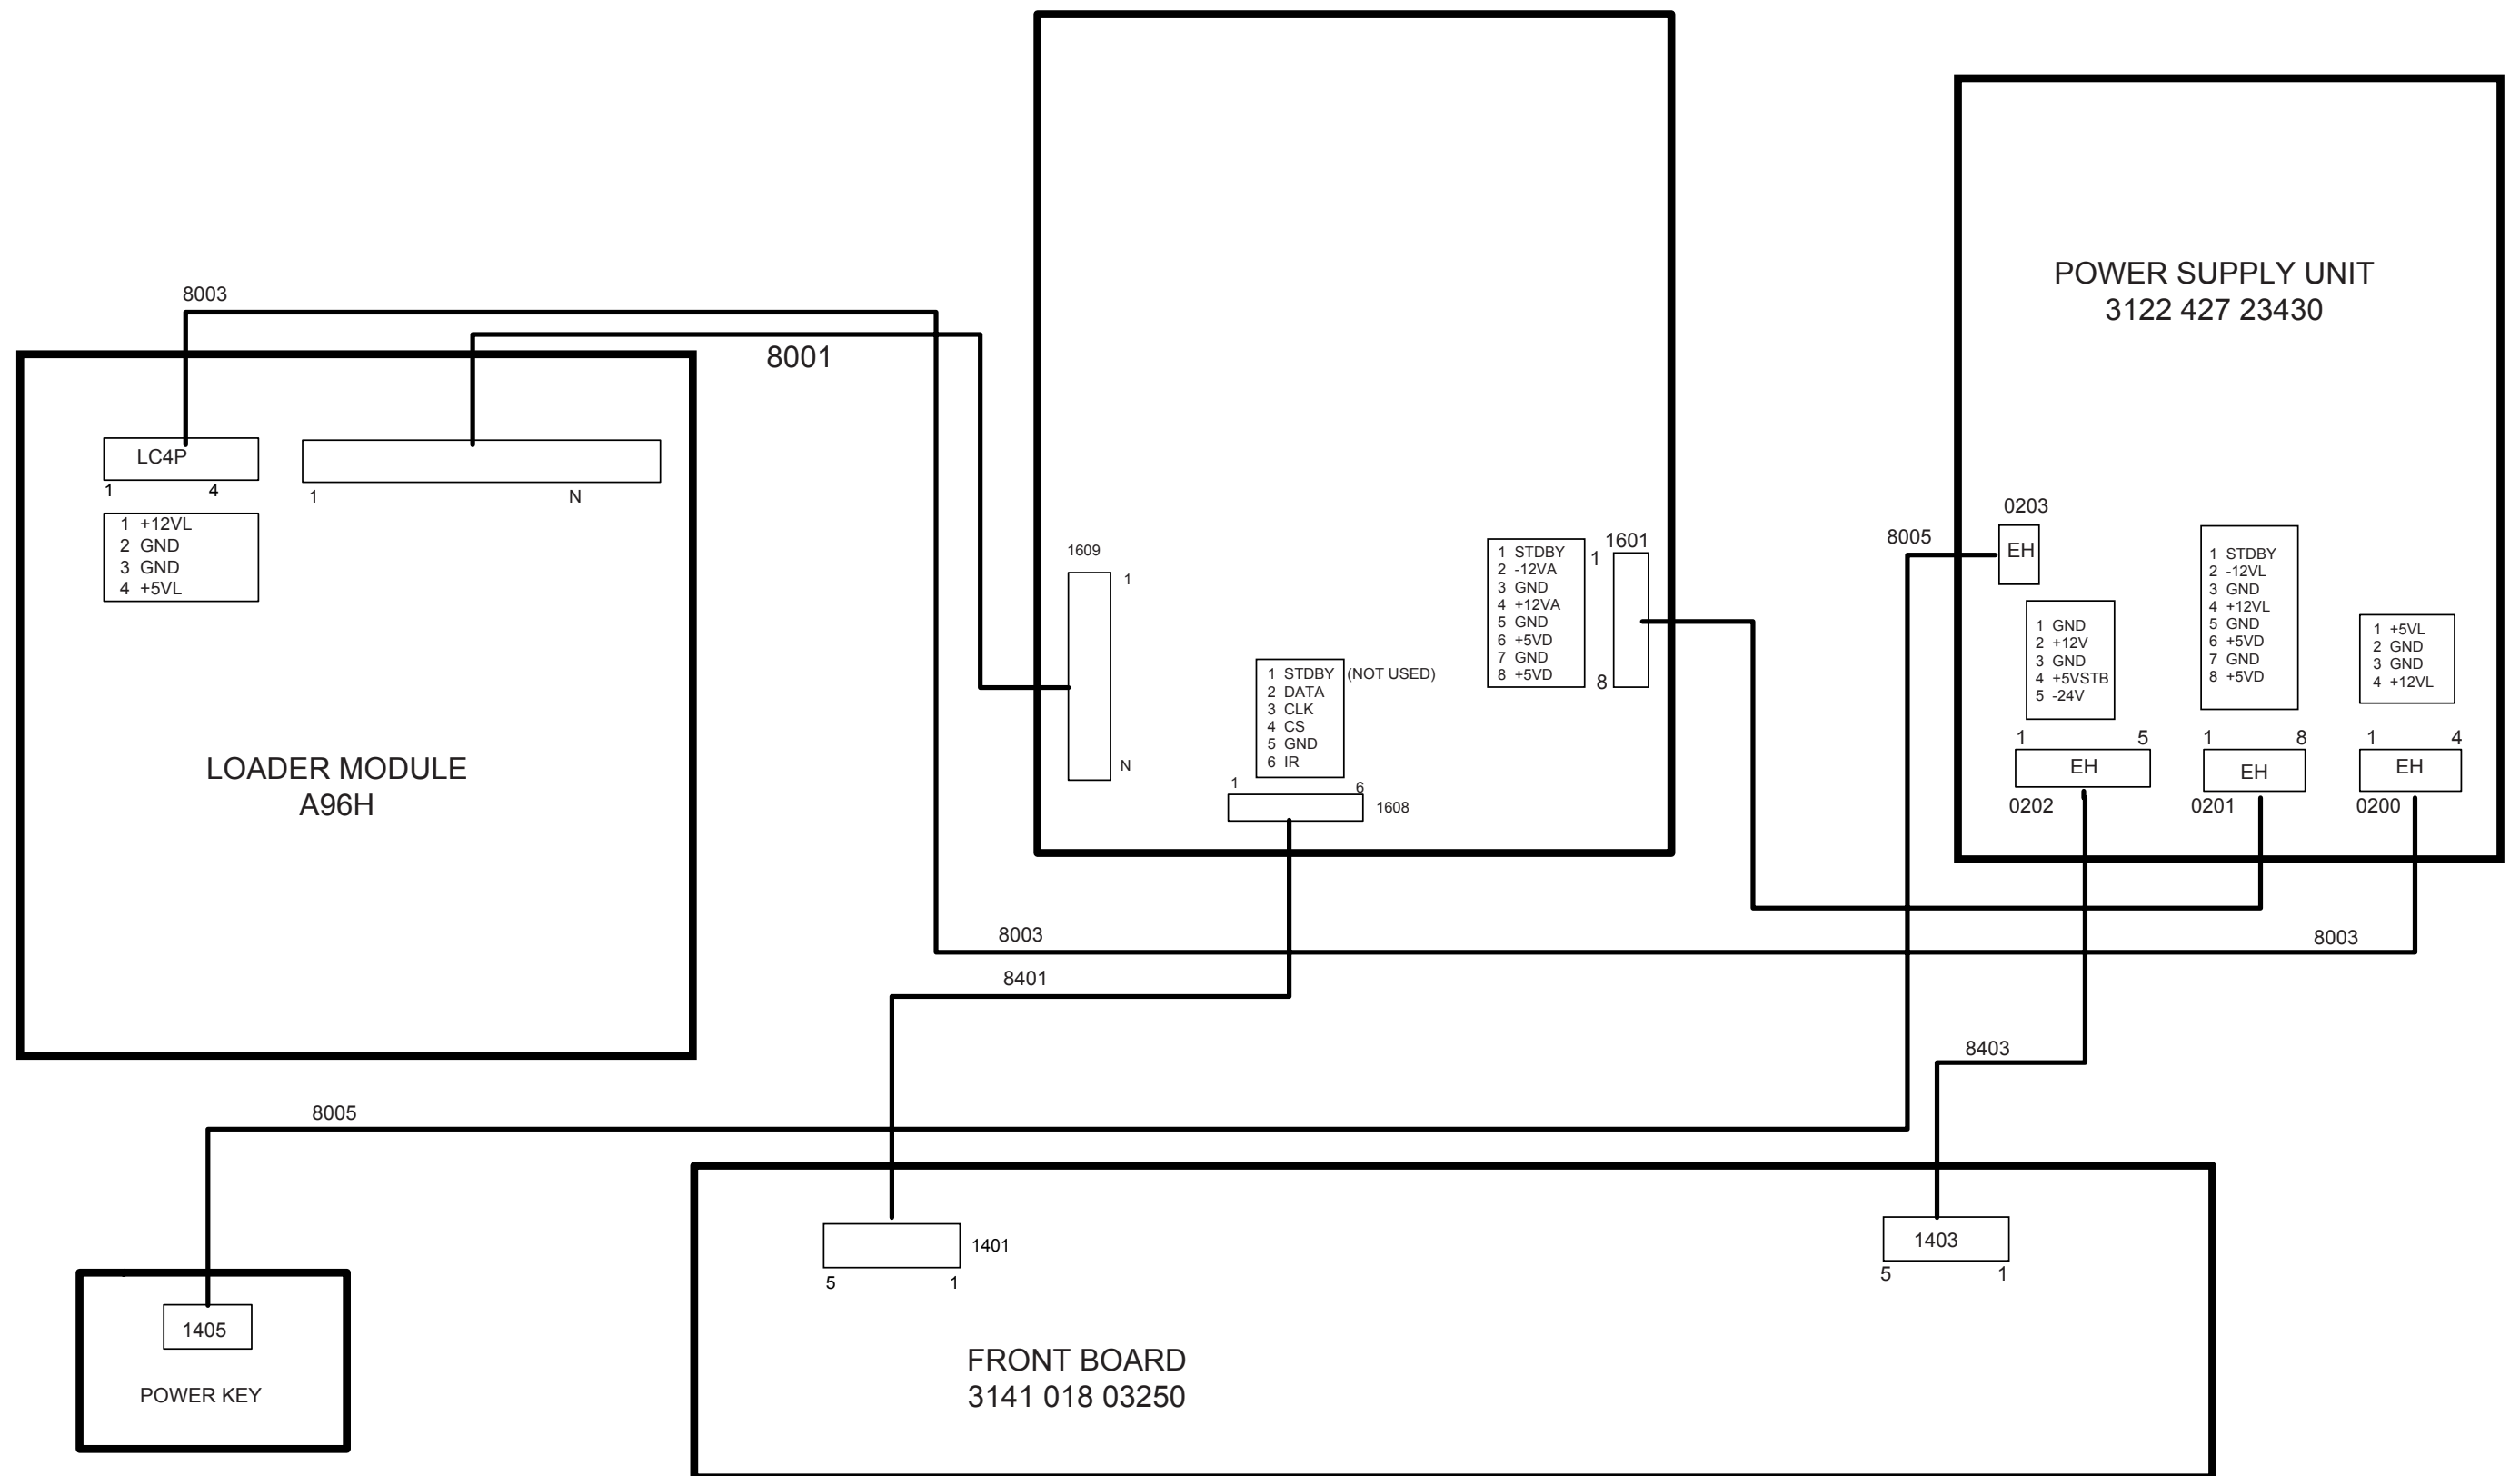 POWER SUPPLY UNIT
3122 427 23430
8003
8001
LC4P
1 4
1 N
1 +12VL
2 GND
3 GND
4 +5VL
LOADER MODULE
A96H
1609
1
N
1 STDBY (NOT USED)
2 DATA
3 CLK
4 CS
5 GND
6 IR
1 6
1608
1 STDBY
2 -12VA
3 GND
4 +12VA
5 GND
6 +5VD
7 GND
8 +5VD
1601
1
8
8005
0203
EH
1 GND
2 +12V
3 GND
4 +5VSTB
5 -24V
1 5
EH
0202
1 STDBY
2 -12VL
3 GND
4 +12VL
5 GND
6 +5VD
7 GND
8 +5VD
1 8
EH
0201
1 +5VL
2 GND
3 GND
4 +12VL
1 4
EH
0200
8003
8003
8401
8403
8005
1401
5 1
1403
5 1
1405
POWER KEY
FRONT BOARD
3141 018 03250